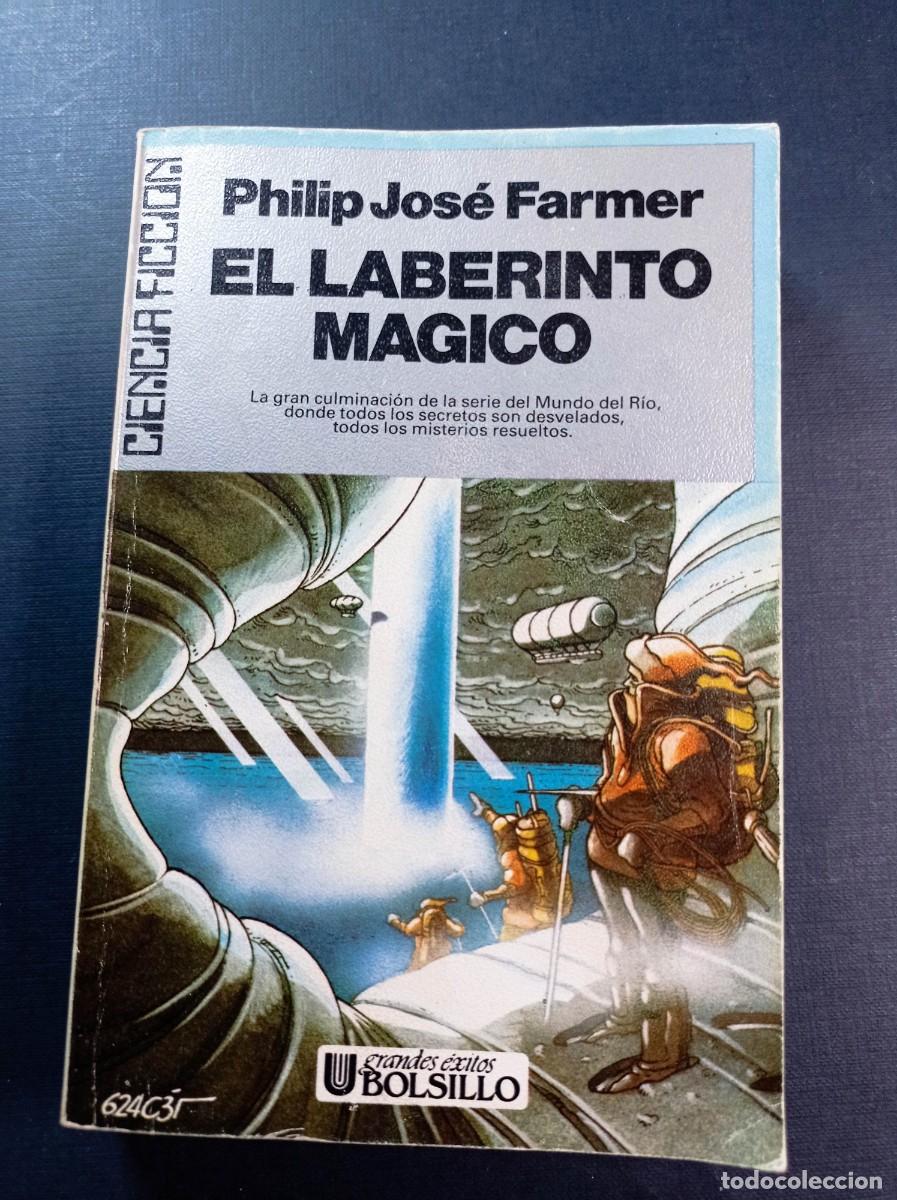 CIENCIA FICCION
Philip José Farmer
EL LABERINTO
MAGICO
La gran culminación de la serie del Mundo del Río,
donde todos los secretos son desvelados,
todos los misterios resueltos.
grandes éxitos
BOLSILLO
todocoleccion